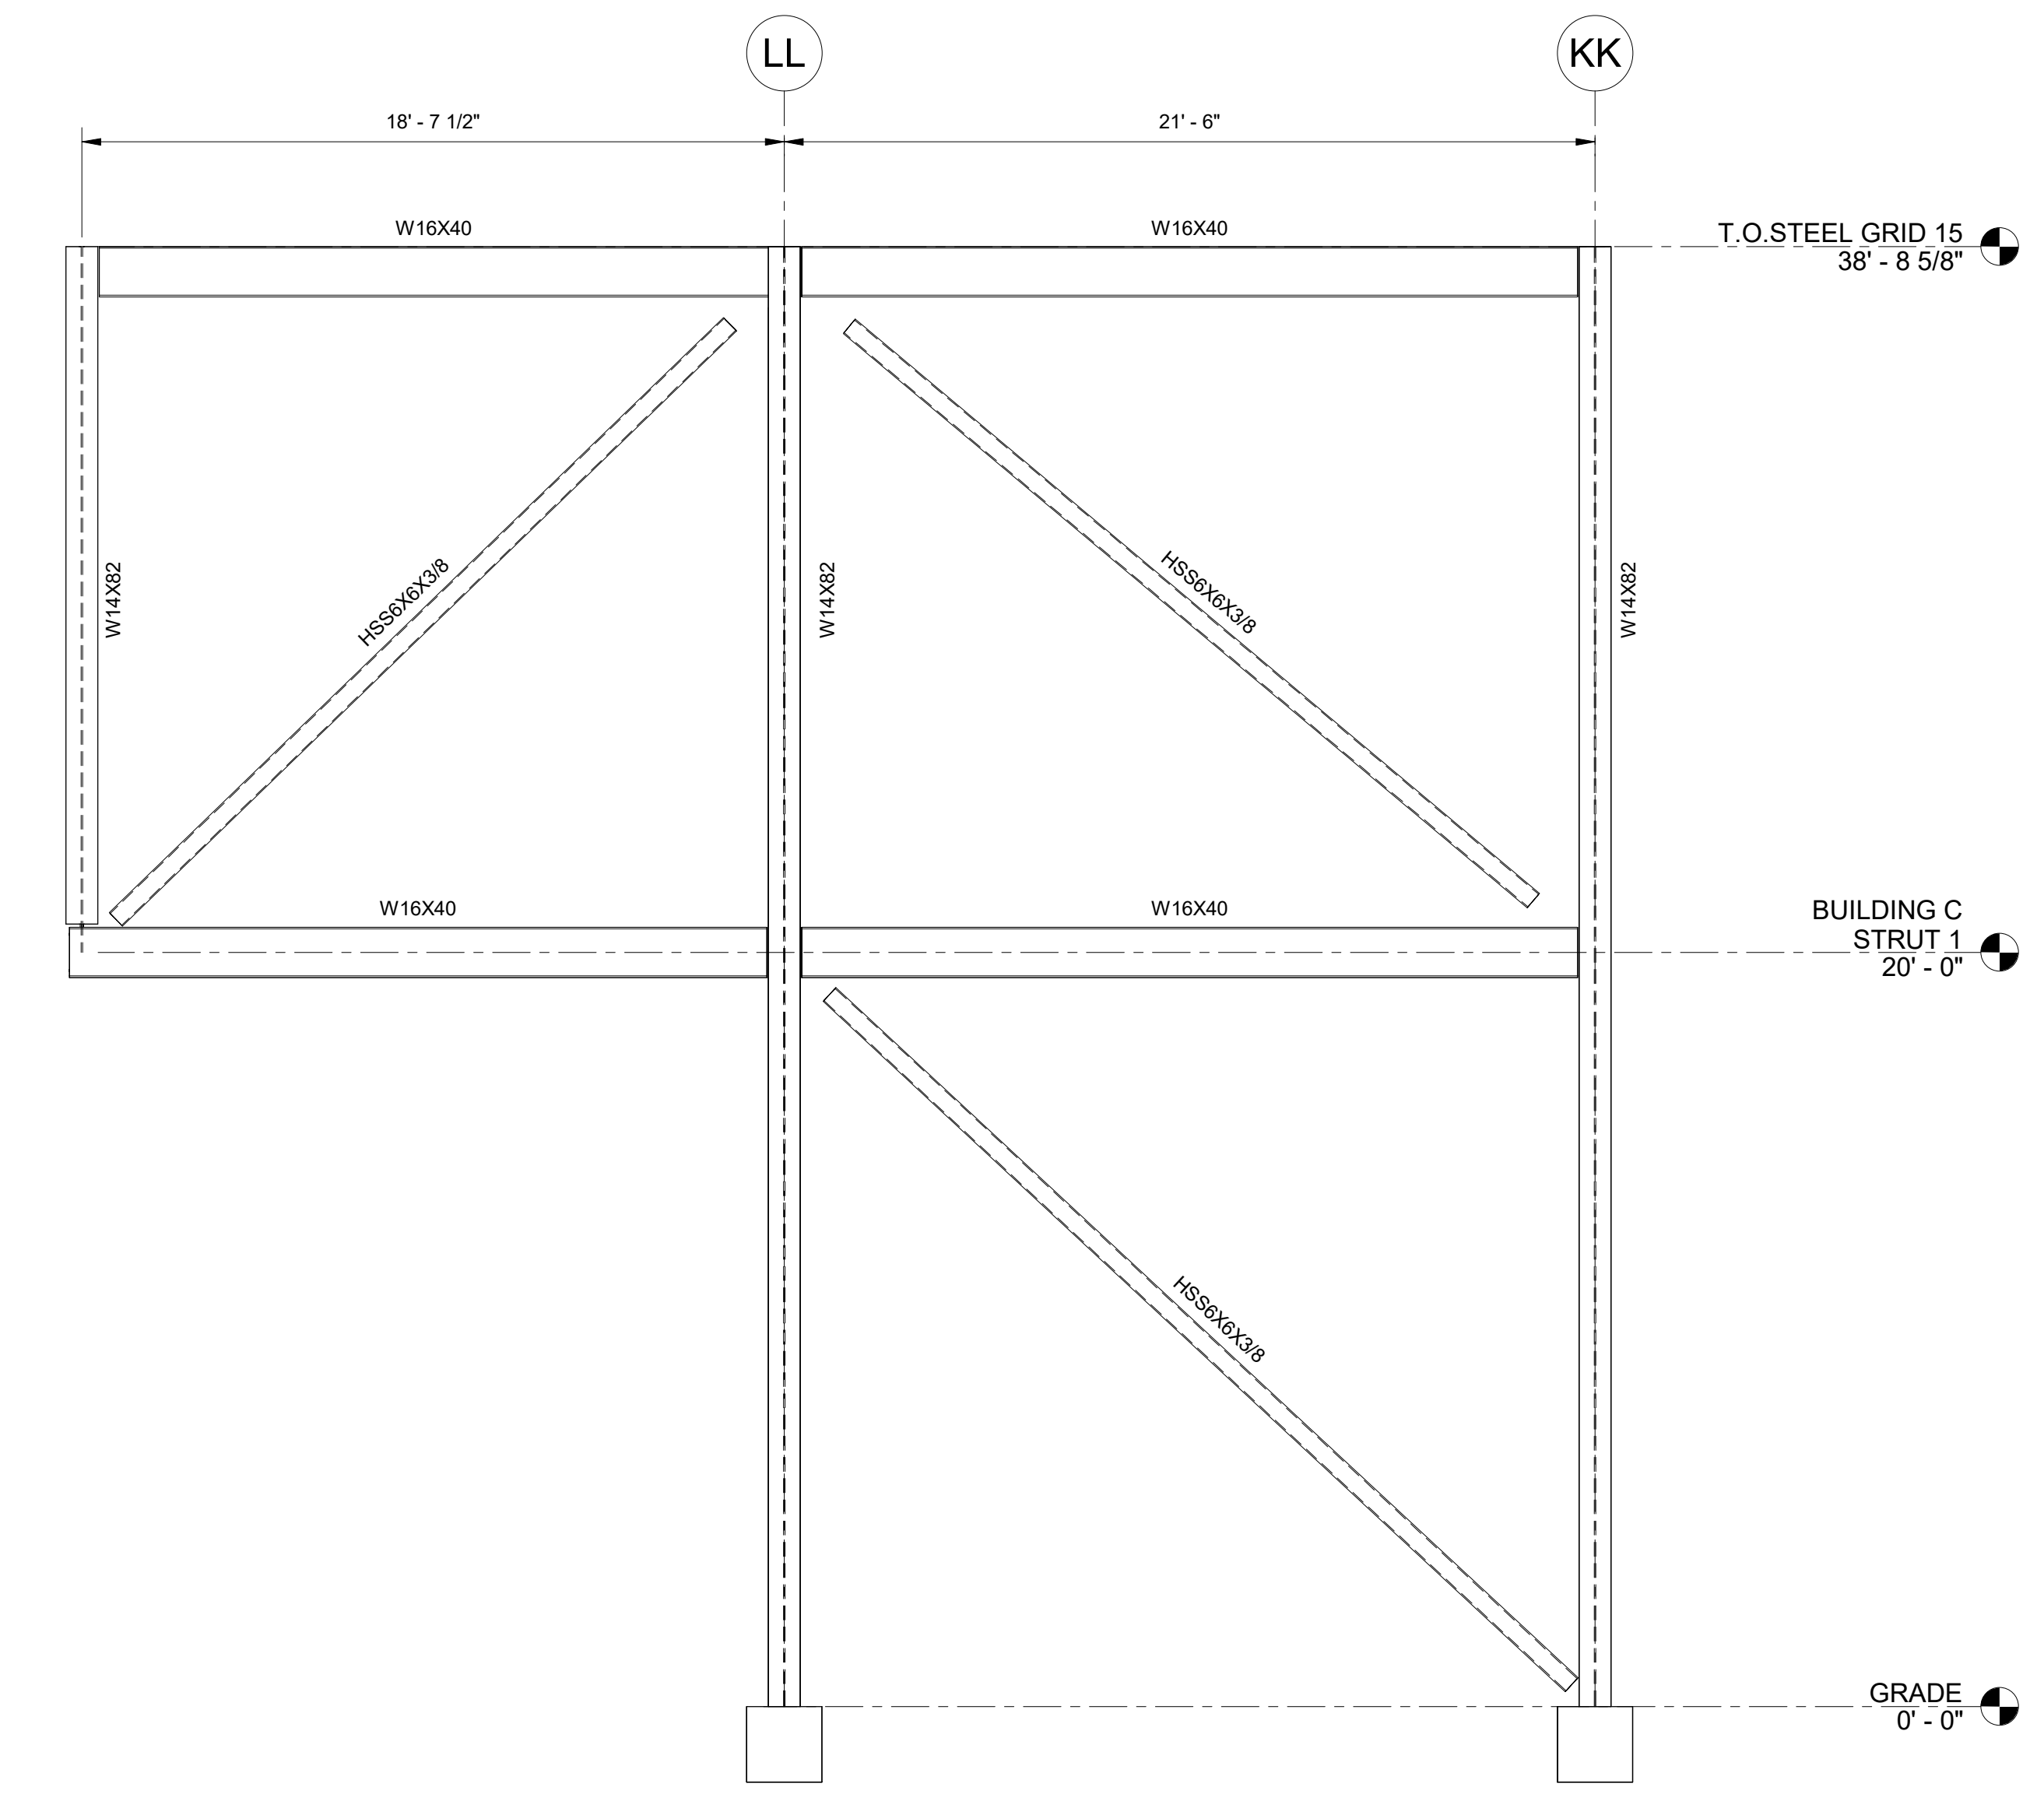 LL
KK
18' - 7 1/2"
21' - 6"
W16X40
W16X40
T.O.STEEL GRID 15
38' - 8 5/8"
W14X82
HSS6X6X3/8
W14X82
HSS6X6X3/8
W14X82
W16X40
W16X40
BUILDING C
STRUT 1
20' - 0"
HSS6X6X3/8
GRADE
0' - 0"